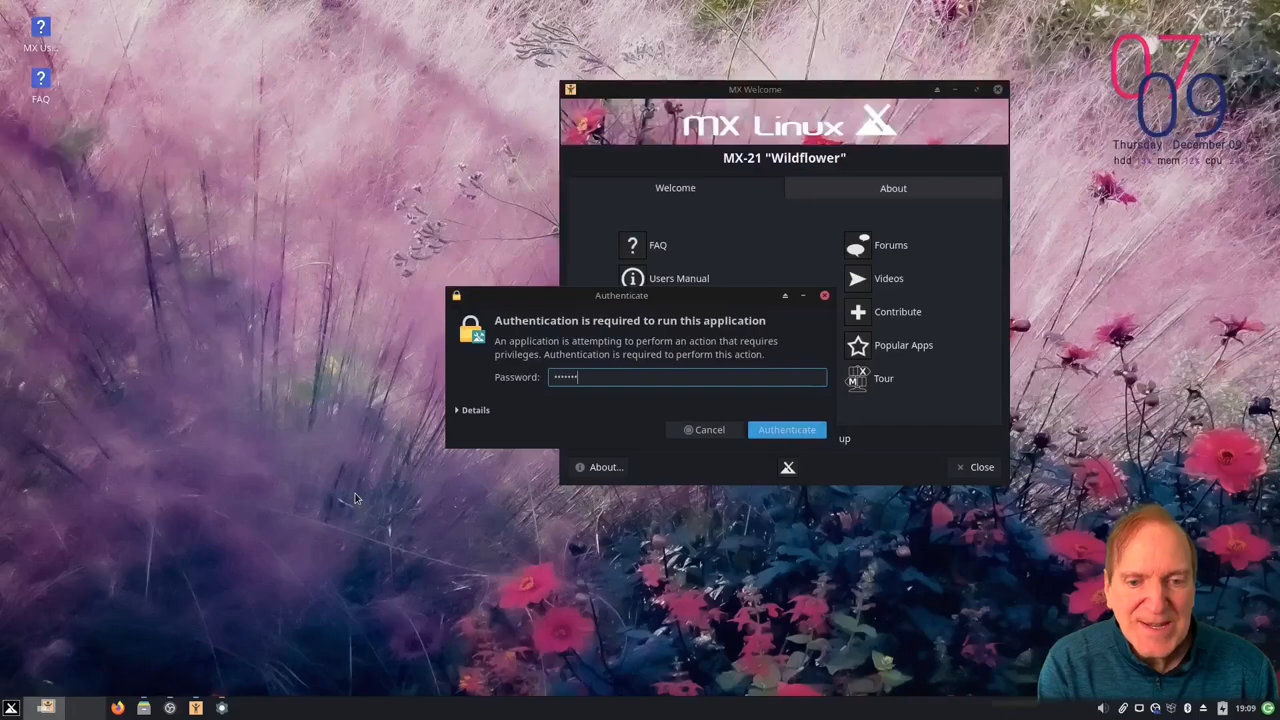 MX Us...
FAQ
07
09
Thursday December 09
hdd mem 12% cpu
MX Welcome
MX Linux
MX-21 "Wildflower"
Welcome
About
FAQ
Users Manual
Forums
Videos
Contribute
Popular Apps
Tour
Authenticate
Authentication is required to run this application
An application is attempting to perform an action that requires
privileges. Authentication is required to perform this action.
Password: •••••••
Details
Cancel
Authenticate
up
About...
Close
19:09